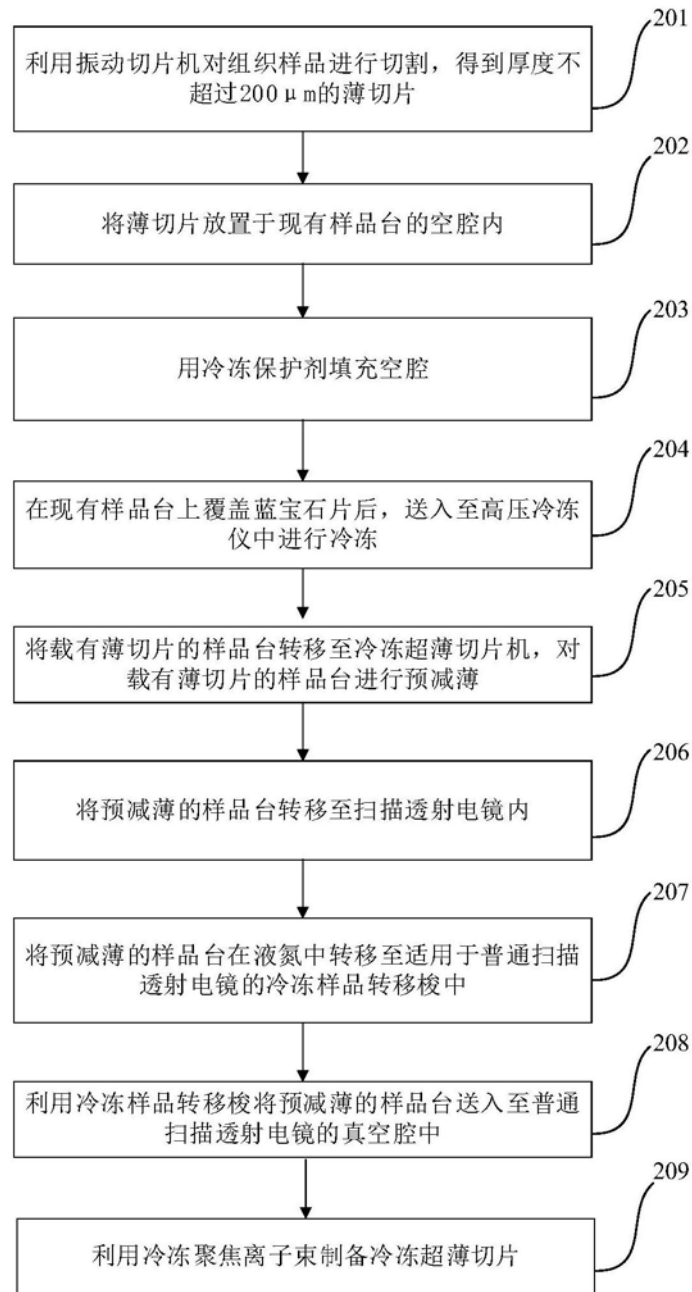 201
利用振动切片机对组织样品进行切割，得到厚度不
超过200μm的薄切片
202
将薄切片放置于现有样品台的空腔内
203
用冷冻保护剂填充空腔
204
在现有样品台上覆盖蓝宝石片后，送入至高压冷冻
仪中进行冷冻
205
将载有薄切片的样品台转移至冷冻超薄切片机，对
载有薄切片的样品台进行预减薄
206
将预减薄的样品台转移至扫描透射电镜内
207
将预减薄的样品台在液氮中转移至适用于普通扫描
透射电镜的冷冻样品转移梭中
208
利用冷冻样品转移梭将预减薄的样品台送入至普通
扫描透射电镜的真空腔中
209
利用冷冻聚焦离子束制备冷冻超薄切片